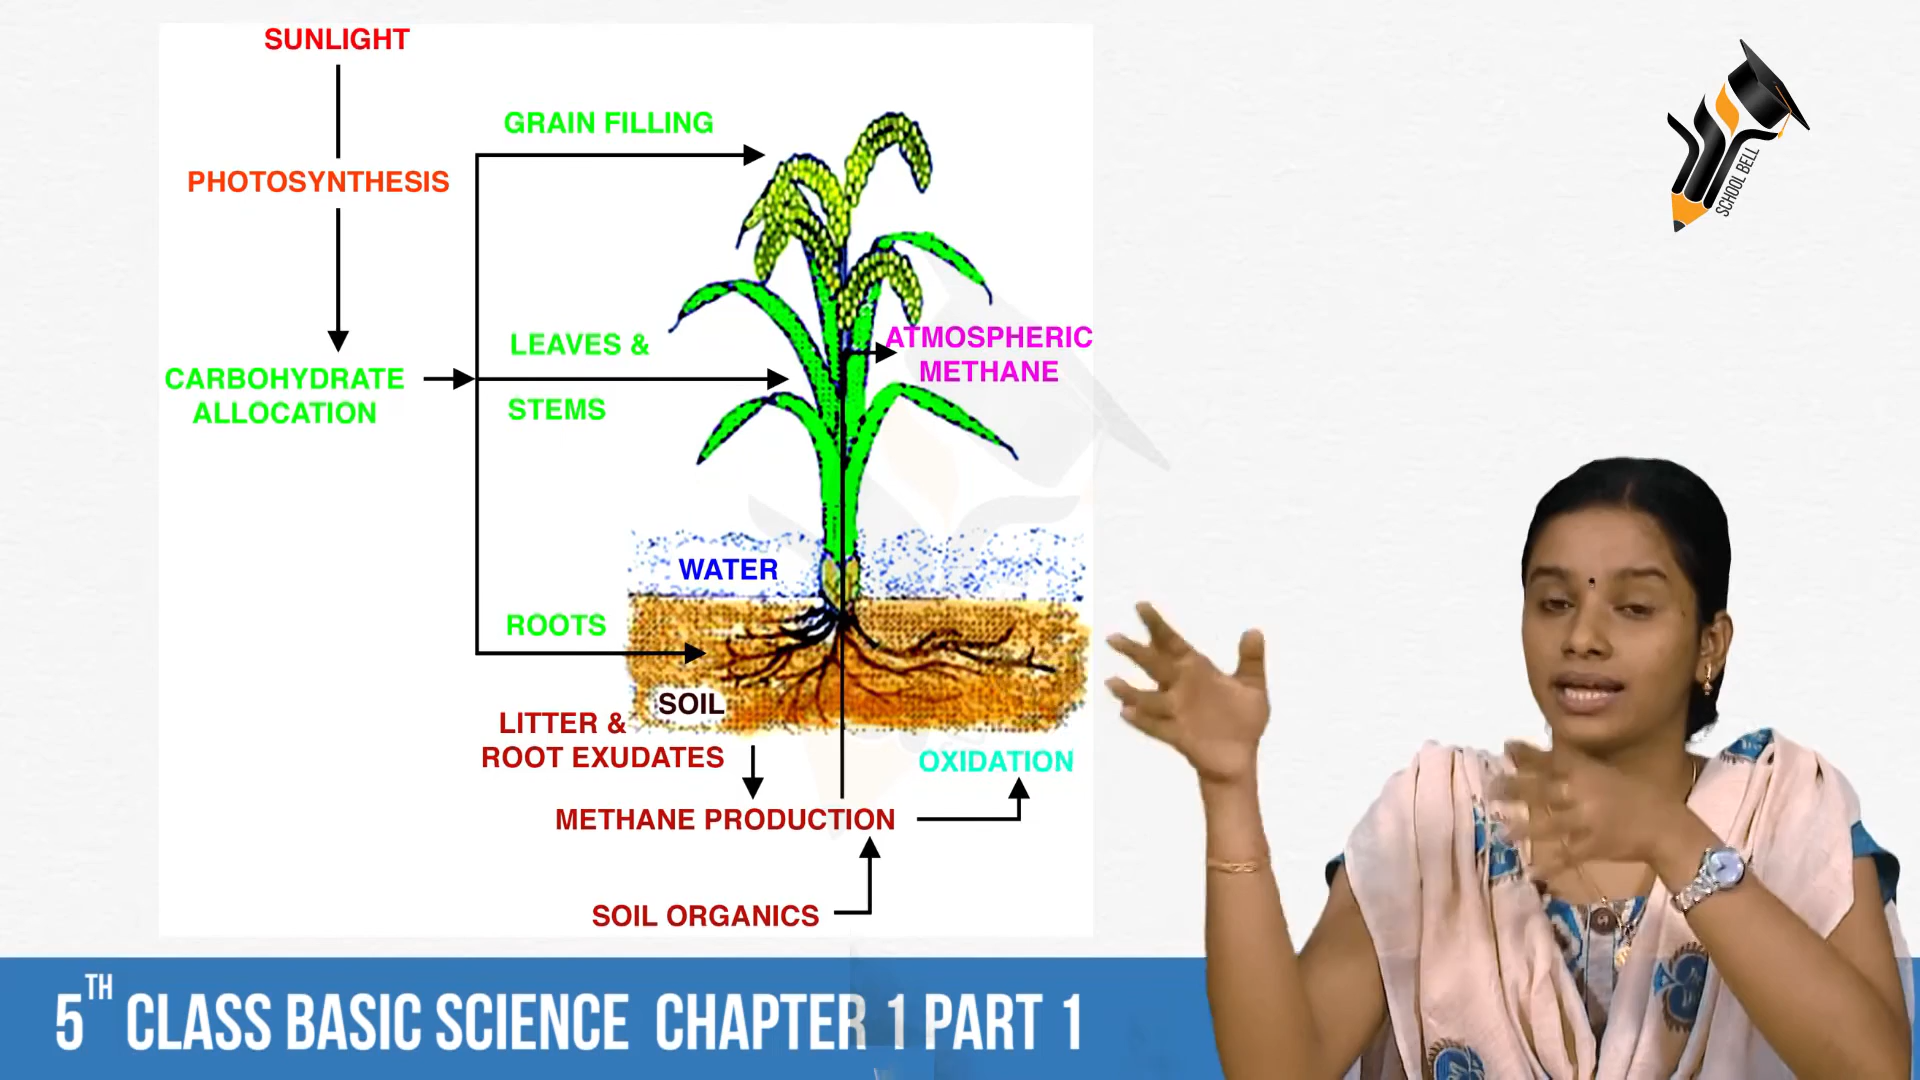 SUNLIGHT
GRAIN FILLING
PHOTOSYNTHESIS
LEAVES &
STEMS
CARBOHYDRATE
ALLOCATION
ATMOSPHERIC
METHANE
WATER
ROOTS
SOIL
LITTER &
ROOT EXUDATES
OXIDATION
METHANE PRODUCTION
SOIL ORGANICS
SCHOOL BELL
5TH CLASS BASIC SCIENCE CHAPTER 1 PART 1